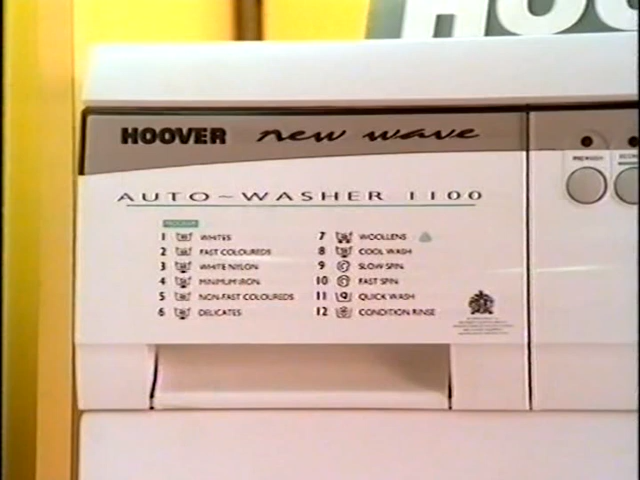 HOO
HOOVER new wave
AUTO-WASHER 1100
PROGRAM
1 WHITES
2 FAST COLOUREDS
3 WHITE NYLON
4 MINIMUM IRON
5 NON-FAST COLOUREDS
6 DELICATES
7 WOOLLENS
8 COOL WASH
9 SLOW SPIN
10 FAST SPIN
11 QUICK WASH
12 CONDITION RINSE
PREWASH